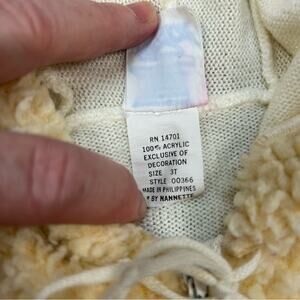 RN 14701
100% ACRYLIC
EXCLUSIVE OF
DECORATION
SIZE 3T
STYLE 00366
MADE IN PHILIPPINES
BY NANNETTE